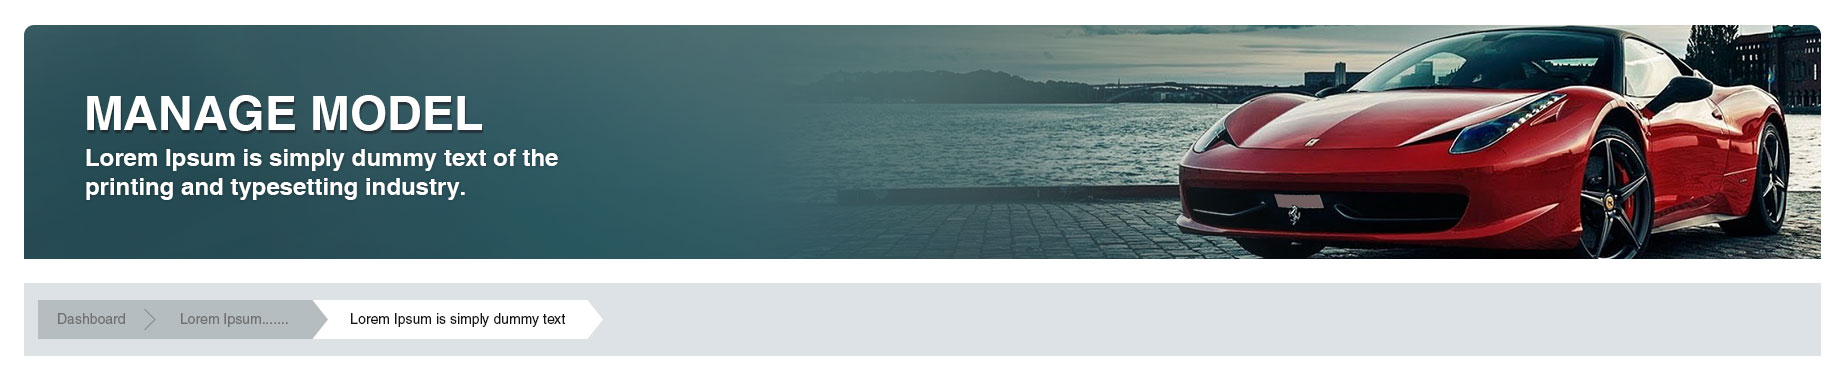 MANAGE MODEL
Lorem Ipsum is simply dummy text of the
printing and typesetting industry.
Dashboard
Lorem Ipsum.......
Lorem Ipsum is simply dummy text